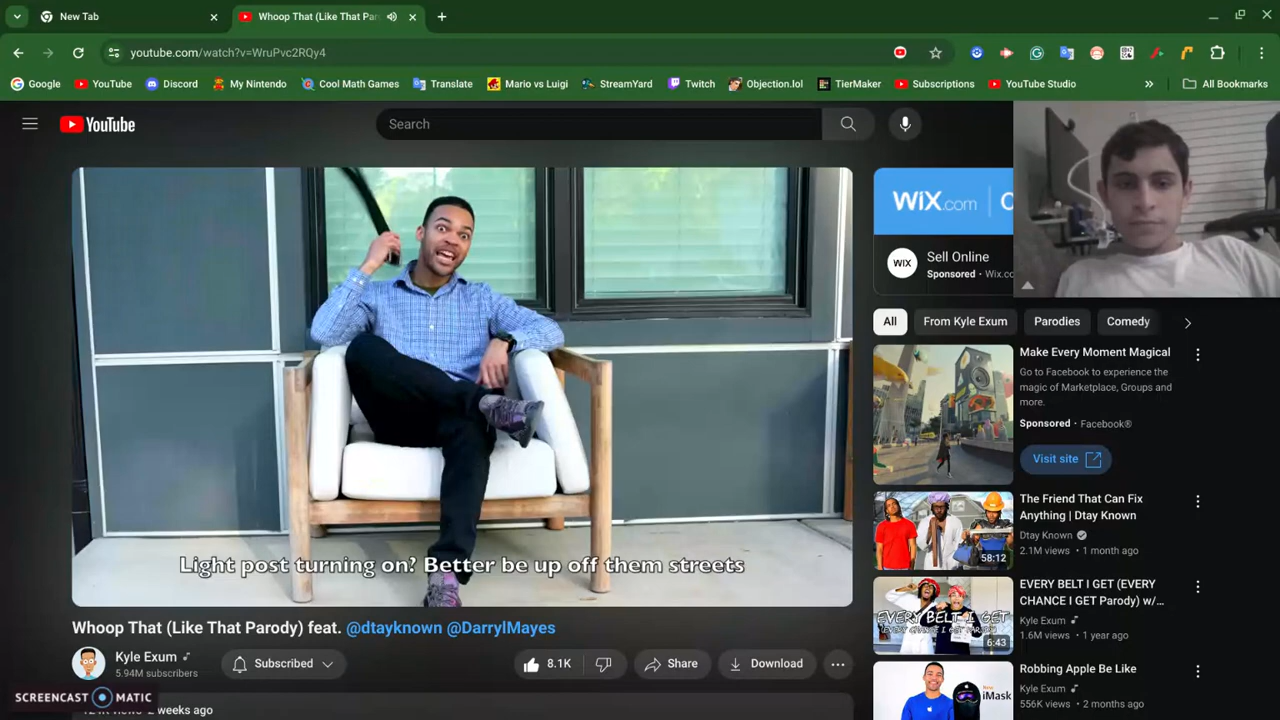 New Tab
Whoop That (Like That Par
youtube.com/watch?v=WruPvc2RQy4
Google
YouTube
Discord
My Nintendo
Cool Math Games
Translate
Mario vs Luigi
StreamYard
Twitch
Objection.lol
TierMaker
Subscriptions
YouTube Studio
»
All Bookmarks
YouTube
Search
WiX.com
WIX
Sell Online
Sponsored • Wix.co
All
From Kyle Exum
Parodies
Comedy
Make Every Moment Magical
Go to Facebook to experience the
magic of Marketplace, Groups and
more.
Sponsored • Facebook®
Visit site
The Friend That Can Fix
Anything | Dtay Known
Dtay Known
2.1M views • 1 month ago
58:12
EVERY BELT I GET (EVERY
CHANCE I GET Parody) w/...
Kyle Exum
1.6M views • 1 year ago
EVERY BELT I GET
6:43
Robbing Apple Be Like
Kyle Exum
556K views • 2 months ago
New
iMask
Light post turning on? Better be up off them streets
Whoop That (Like That Parody) feat. @dtayknown @DarrylMayes
Kyle Exum
5.94M subscribers
Subscribed
8.1K
Share
Download
SCREENCAST MATIC
views 2 weeks ago